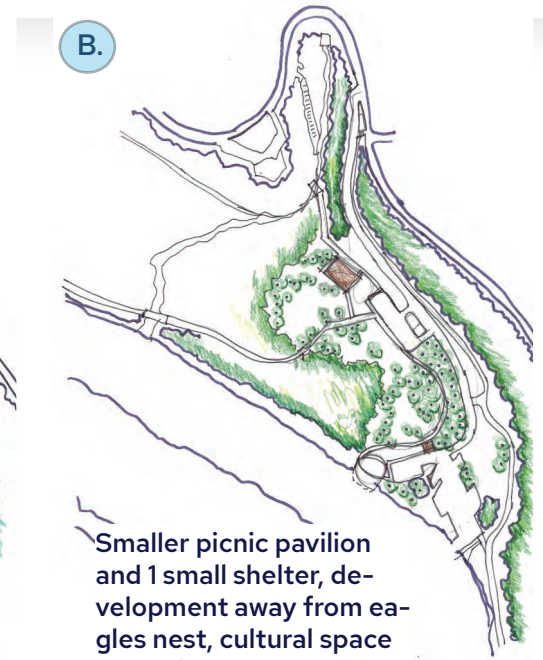 B.
Smaller picnic pavilion
and 1 small shelter, de-
velopment away from ea-
gles nest, cultural space